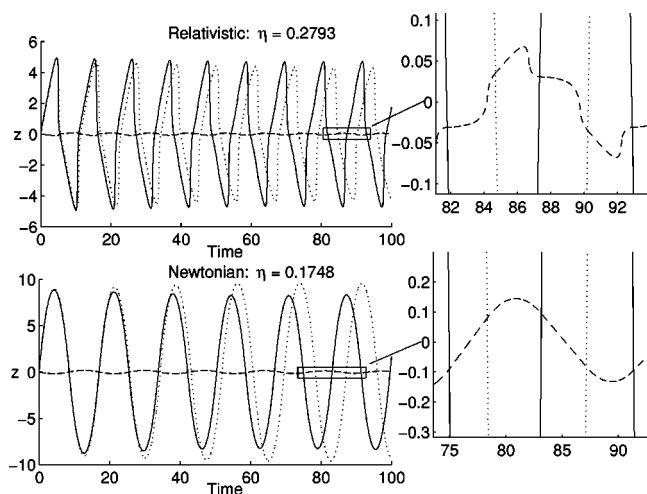 Relativistic: η = 0.2793
6
4
2
z 0
−2
−4
−6
0 20 40 60 80 100
Time
0.1
0.05
0
−0.05
−0.1
82 84 86 88 90 92
Newtonian: η = 0.1748
10
5
z 0
−5
−10
0 20 40 60 80 100
Time
0.2
0.1
0
−0.1
−0.2
−0.3
75 80 85 90